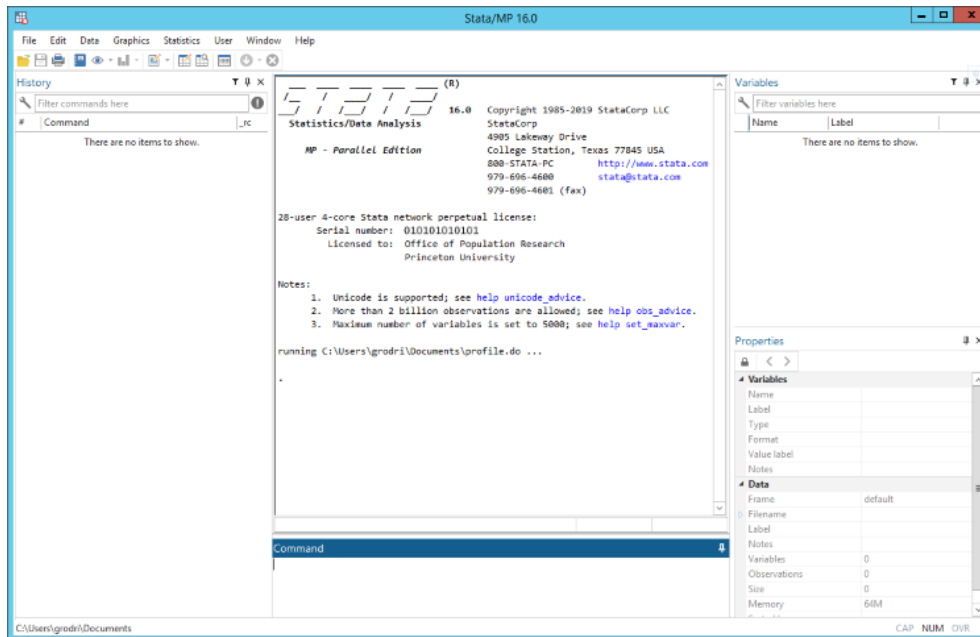 Stata/MP 16.0
File Edit Data Graphics Statistics User Window Help
History
Filter commands here
# Command _rc
There are no items to show.
(R)
16.0 Copyright 1985-2019 StataCorp LLC
Statistics/Data Analysis StataCorp
4905 Lakeway Drive
MP - Parallel Edition College Station, Texas 77845 USA
800-STATA-PC http://www.stata.com
979-696-4600 stata@stata.com
979-696-4601 (fax)
28-user 4-core Stata network perpetual license:
Serial number: 010101010101
Licensed to: Office of Population Research
Princeton University
Notes:
1. Unicode is supported; see help unicode_advice.
2. More than 2 billion observations are allowed; see help obs_advice.
3. Maximum number of variables is set to 5000; see help set_maxvar.
running C:\Users\grodri\Documents\profile.do ...
.
Command
Variables
Filter variables here
Name Label
There are no items to show.
Properties
Variables
Name
Label
Type
Format
Value label
Notes
Data
Frame default
Filename
Label
Notes
Variables 0
Observations 0
Size 0
Memory 64M
C:\Users\grodri\Documents
CAP NUM OVR